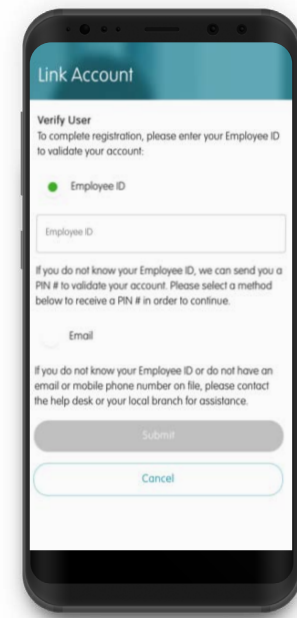 Link Account
Verify User
To complete registration, please enter your Employee ID
to validate your account:
Employee ID
Employee ID
If you do not know your Employee ID, we can send you a
PIN # to validate your account. Please select a method
below to receive a PIN # in order to continue.
Email
If you do not know your Employee ID or do not have an
email or mobile phone number on file, please contact
the help desk or your local branch for assistance.
Submit
Cancel